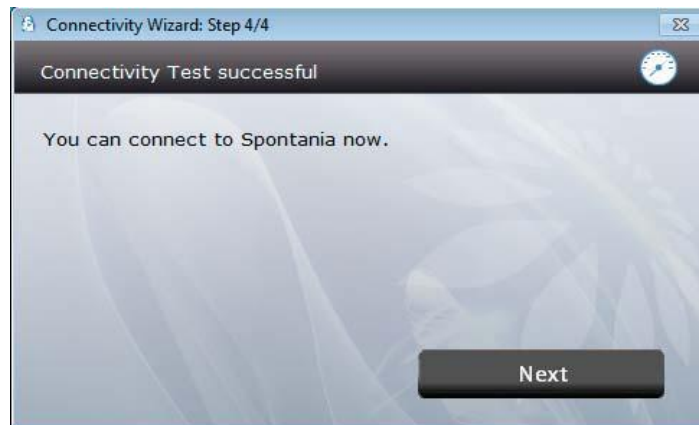 Connectivity Wizard: Step 4/4
Connectivity Test successful
You can connect to Spontania now.
Next